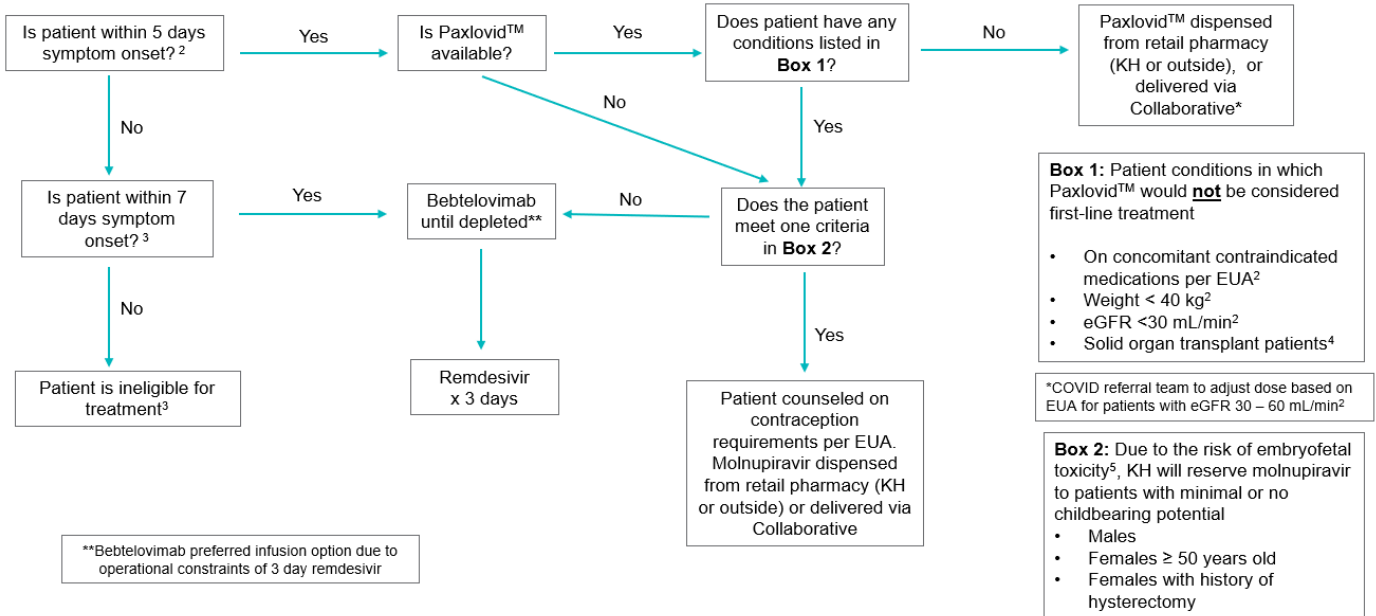 Is patient within 5 days
symptom onset? 2
Yes
Is Paxlovid™
available?
Yes
Does patient have any
conditions listed in
Box 1?
No
Paxlovid™ dispensed
from retail pharmacy
(KH or outside), or
delivered via
Collaborative*
No
No
Yes
Is patient within 7
days symptom
onset? 3
Yes
Bebtelovimab
until depleted**
No
Does the patient
meet one criteria
in Box 2?
No
Yes
Patient is ineligible for
treatment3
Remdesivir
x 3 days
Patient counseled on
contraception
requirements per EUA.
Molnupiravir dispensed
from retail pharmacy (KH
or outside) or delivered via
Collaborative
**Bebtelovimab preferred infusion option due to
operational constraints of 3 day remdesivir
Box 1: Patient conditions in which
Paxlovid™ would not be considered
first-line treatment
• On concomitant contraindicated
medications per EUA2
• Weight < 40 kg2
• eGFR <30 mL/min2
• Solid organ transplant patients4
*COVID referral team to adjust dose based on
EUA for patients with eGFR 30 – 60 mL/min2
Box 2: Due to the risk of embryofetal
toxicity5, KH will reserve molnupiravir
to patients with minimal or no
childbearing potential
• Males
• Females ≥ 50 years old
• Females with history of
hysterectomy